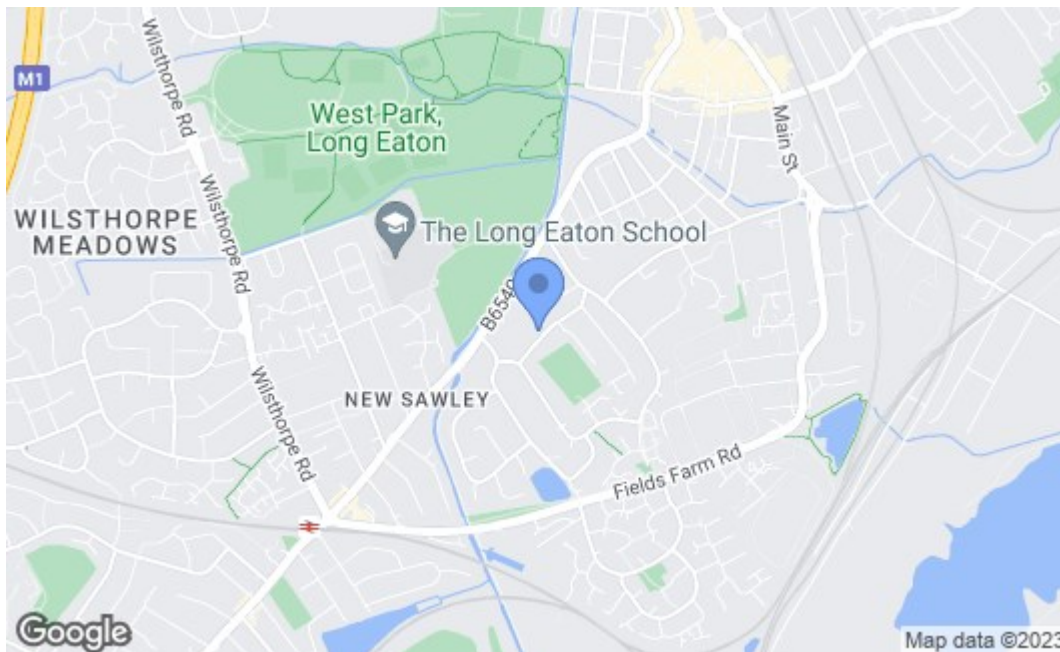 Wilsthorpe Rd
M1
West Park,
Long Eaton
Main St
Wilsthorpe Rd
WILSTHORPE
MEADOWS
The Long Eaton School
B6540
NEW SAWLEY
Wilsthorpe Rd
Fields Farm Rd
Google
Map data ©2023